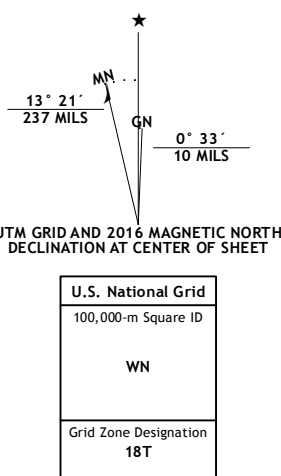 ★
MN
13° 21´
237 MILS
GN
0° 33´
10 MILS
UTM GRID AND 2016 MAGNETIC NORTH
DECLINATION AT CENTER OF SHEET
U.S. National Grid
100,000-m Square ID
WN
Grid Zone Designation
18T